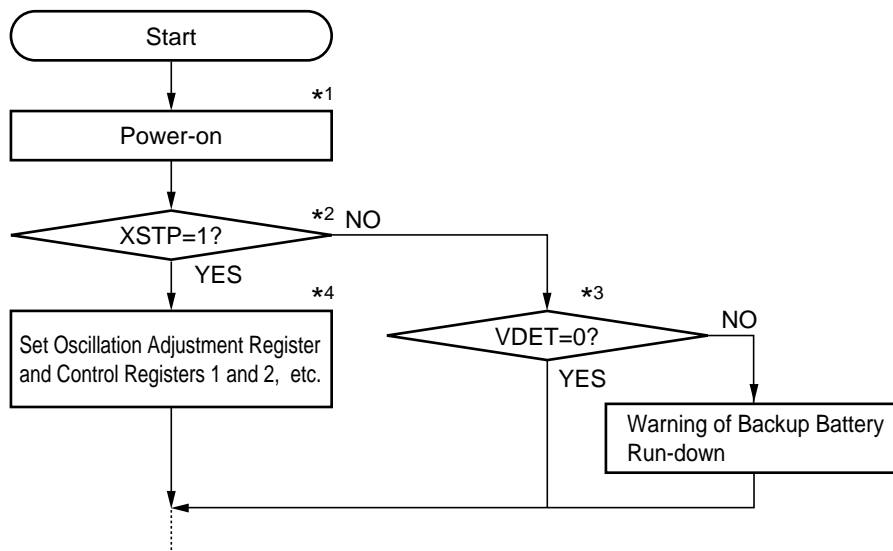 Start
*1
Power-on
*2
XSTP=1?
NO
YES
*4
Set Oscillation Adjustment Register
and Control Registers 1 and 2, etc.
*3
VDET=0?
NO
YES
Warning of Backup Battery
Run-down